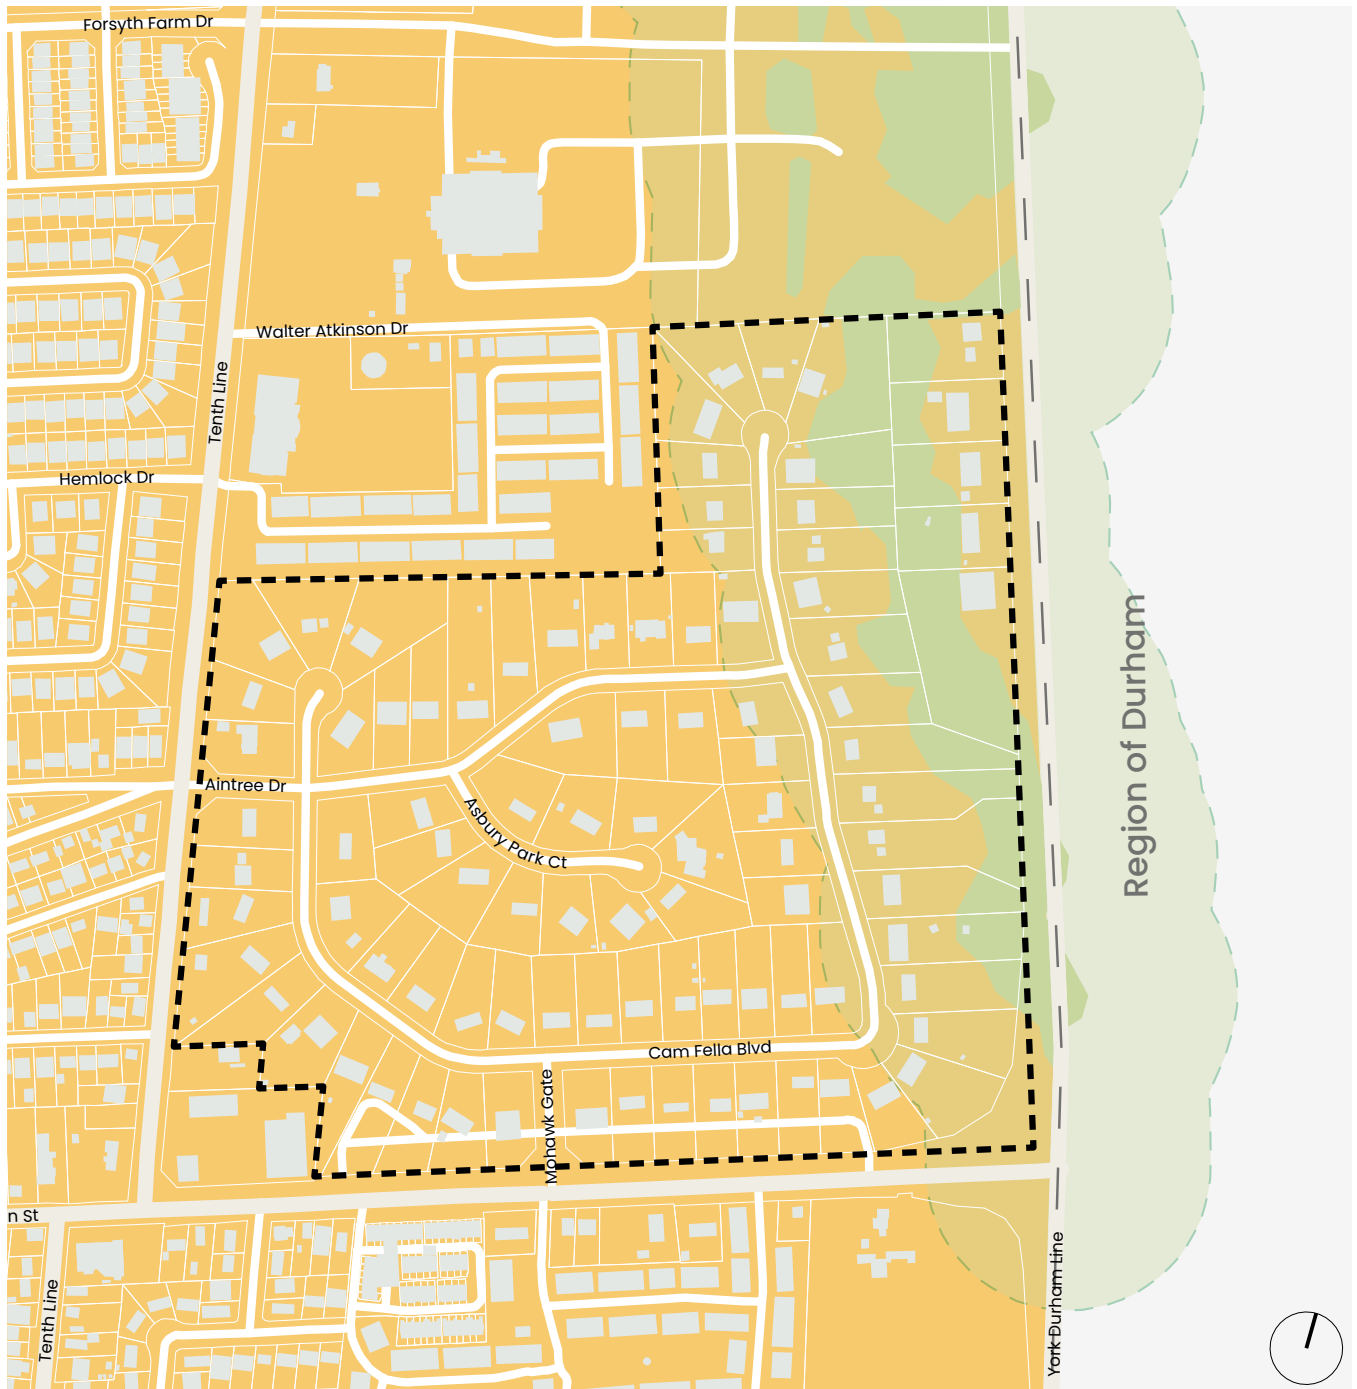 Forsyth Farm Dr
Walter Atkinson Dr
Tenth Line
Hemlock Dr
Region of Durham
Aintree Dr
Asbury Park Ct
Cam Fella Blvd
Mohawk Gate
n St
Tenth Line
York Durham Line